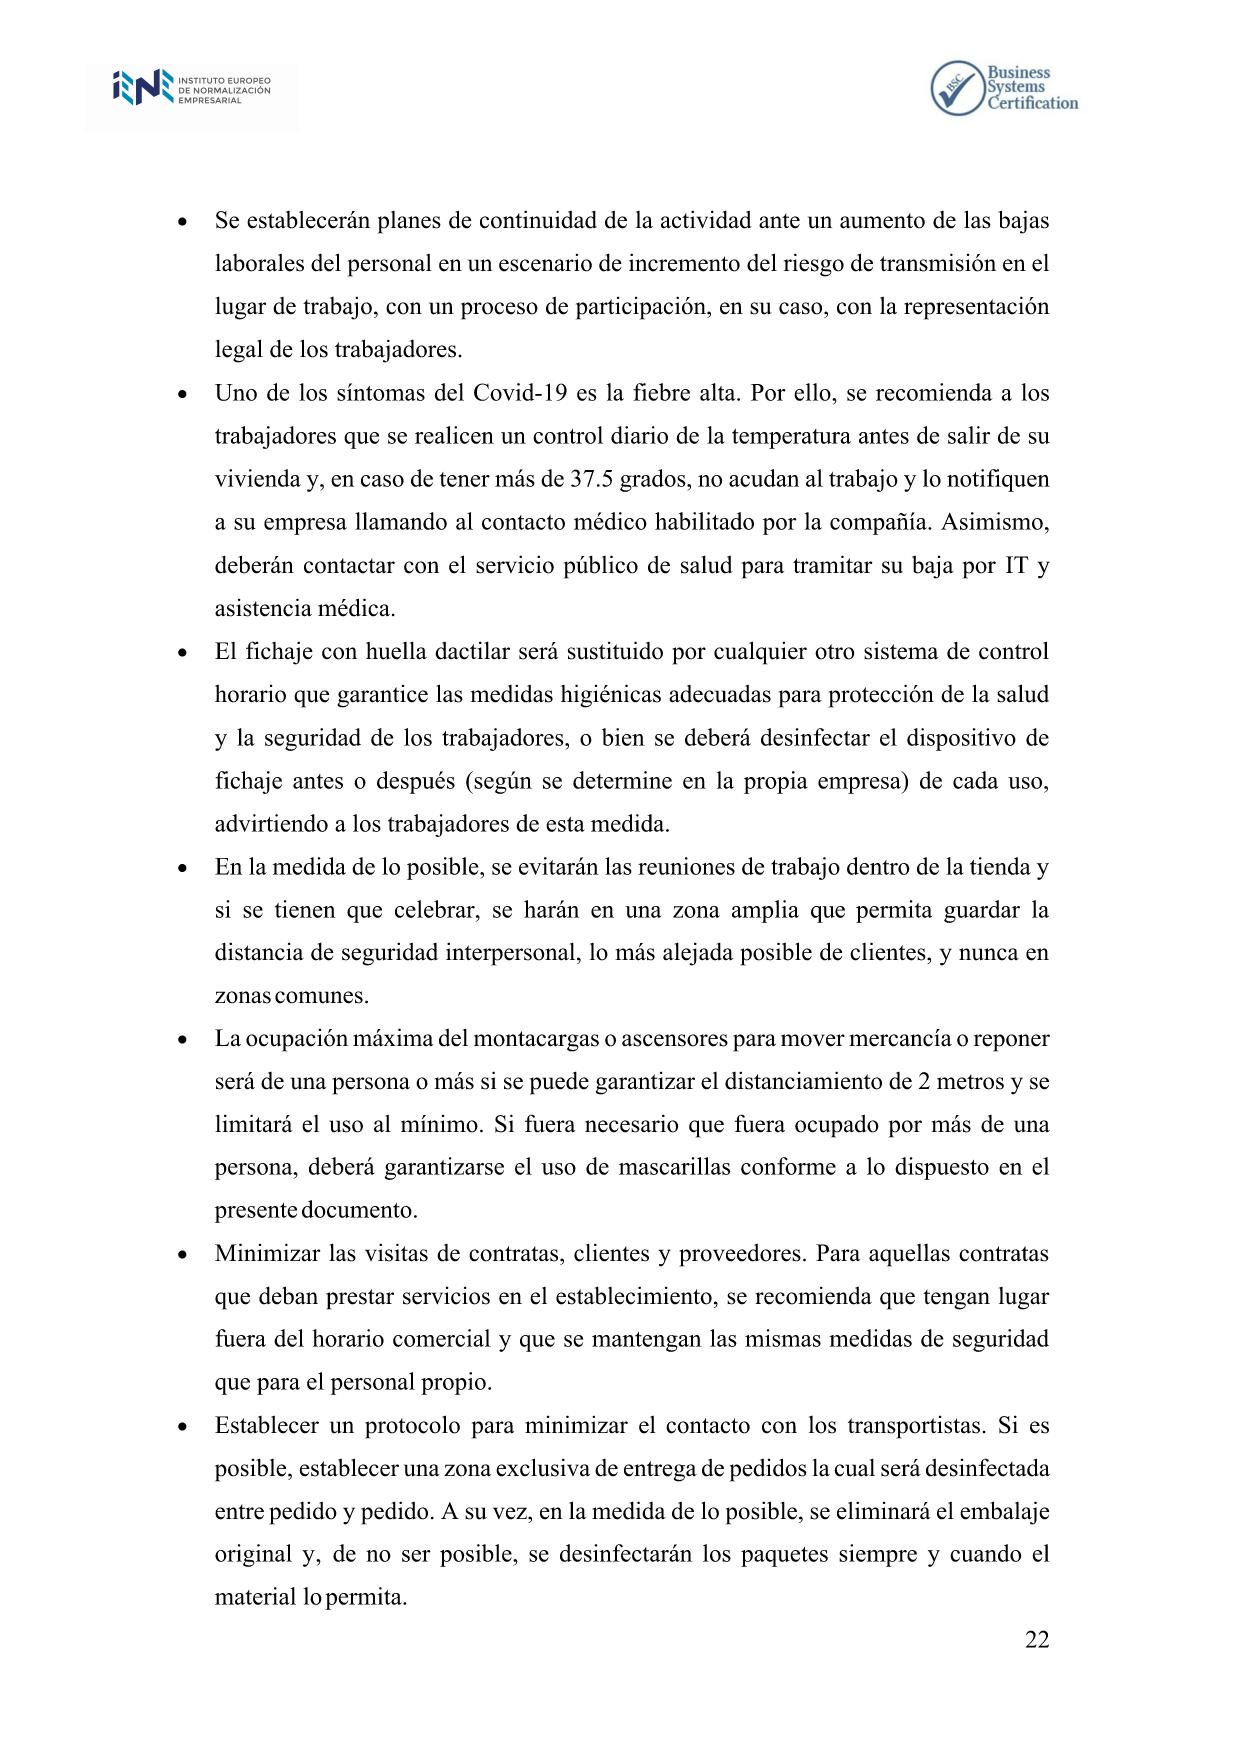 iENE INSTITUTO EUROPEO
DE NORMALIZACIÓN
EMPRESARIAL
BSC Business
Systems
Certification
• Se establecerán planes de continuidad de la actividad ante un aumento de las bajas
laborales del personal en un escenario de incremento del riesgo de transmisión en el
lugar de trabajo, con un proceso de participación, en su caso, con la representación
legal de los trabajadores.
• Uno de los síntomas del Covid-19 es la fiebre alta. Por ello, se recomienda a los
trabajadores que se realicen un control diario de la temperatura antes de salir de su
vivienda y, en caso de tener más de 37.5 grados, no acudan al trabajo y lo notifiquen
a su empresa llamando al contacto médico habilitado por la compañía. Asimismo,
deberán contactar con el servicio público de salud para tramitar su baja por IT y
asistencia médica.
• El fichaje con huella dactilar será sustituido por cualquier otro sistema de control
horario que garantice las medidas higiénicas adecuadas para protección de la salud
y la seguridad de los trabajadores, o bien se deberá desinfectar el dispositivo de
fichaje antes o después (según se determine en la propia empresa) de cada uso,
advirtiendo a los trabajadores de esta medida.
• En la medida de lo posible, se evitarán las reuniones de trabajo dentro de la tienda y
si se tienen que celebrar, se harán en una zona amplia que permita guardar la
distancia de seguridad interpersonal, lo más alejada posible de clientes, y nunca en
zonas comunes.
• La ocupación máxima del montacargas o ascensores para mover mercancía o reponer
será de una persona o más si se puede garantizar el distanciamiento de 2 metros y se
limitará el uso al mínimo. Si fuera necesario que fuera ocupado por más de una
persona, deberá garantizarse el uso de mascarillas conforme a lo dispuesto en el
presente documento.
• Minimizar las visitas de contratas, clientes y proveedores. Para aquellas contratas
que deban prestar servicios en el establecimiento, se recomienda que tengan lugar
fuera del horario comercial y que se mantengan las mismas medidas de seguridad
que para el personal propio.
• Establecer un protocolo para minimizar el contacto con los transportistas. Si es
posible, establecer una zona exclusiva de entrega de pedidos la cual será desinfectada
entre pedido y pedido. A su vez, en la medida de lo posible, se eliminará el embalaje
original y, de no ser posible, se desinfectarán los paquetes siempre y cuando el
material lo permita.
22